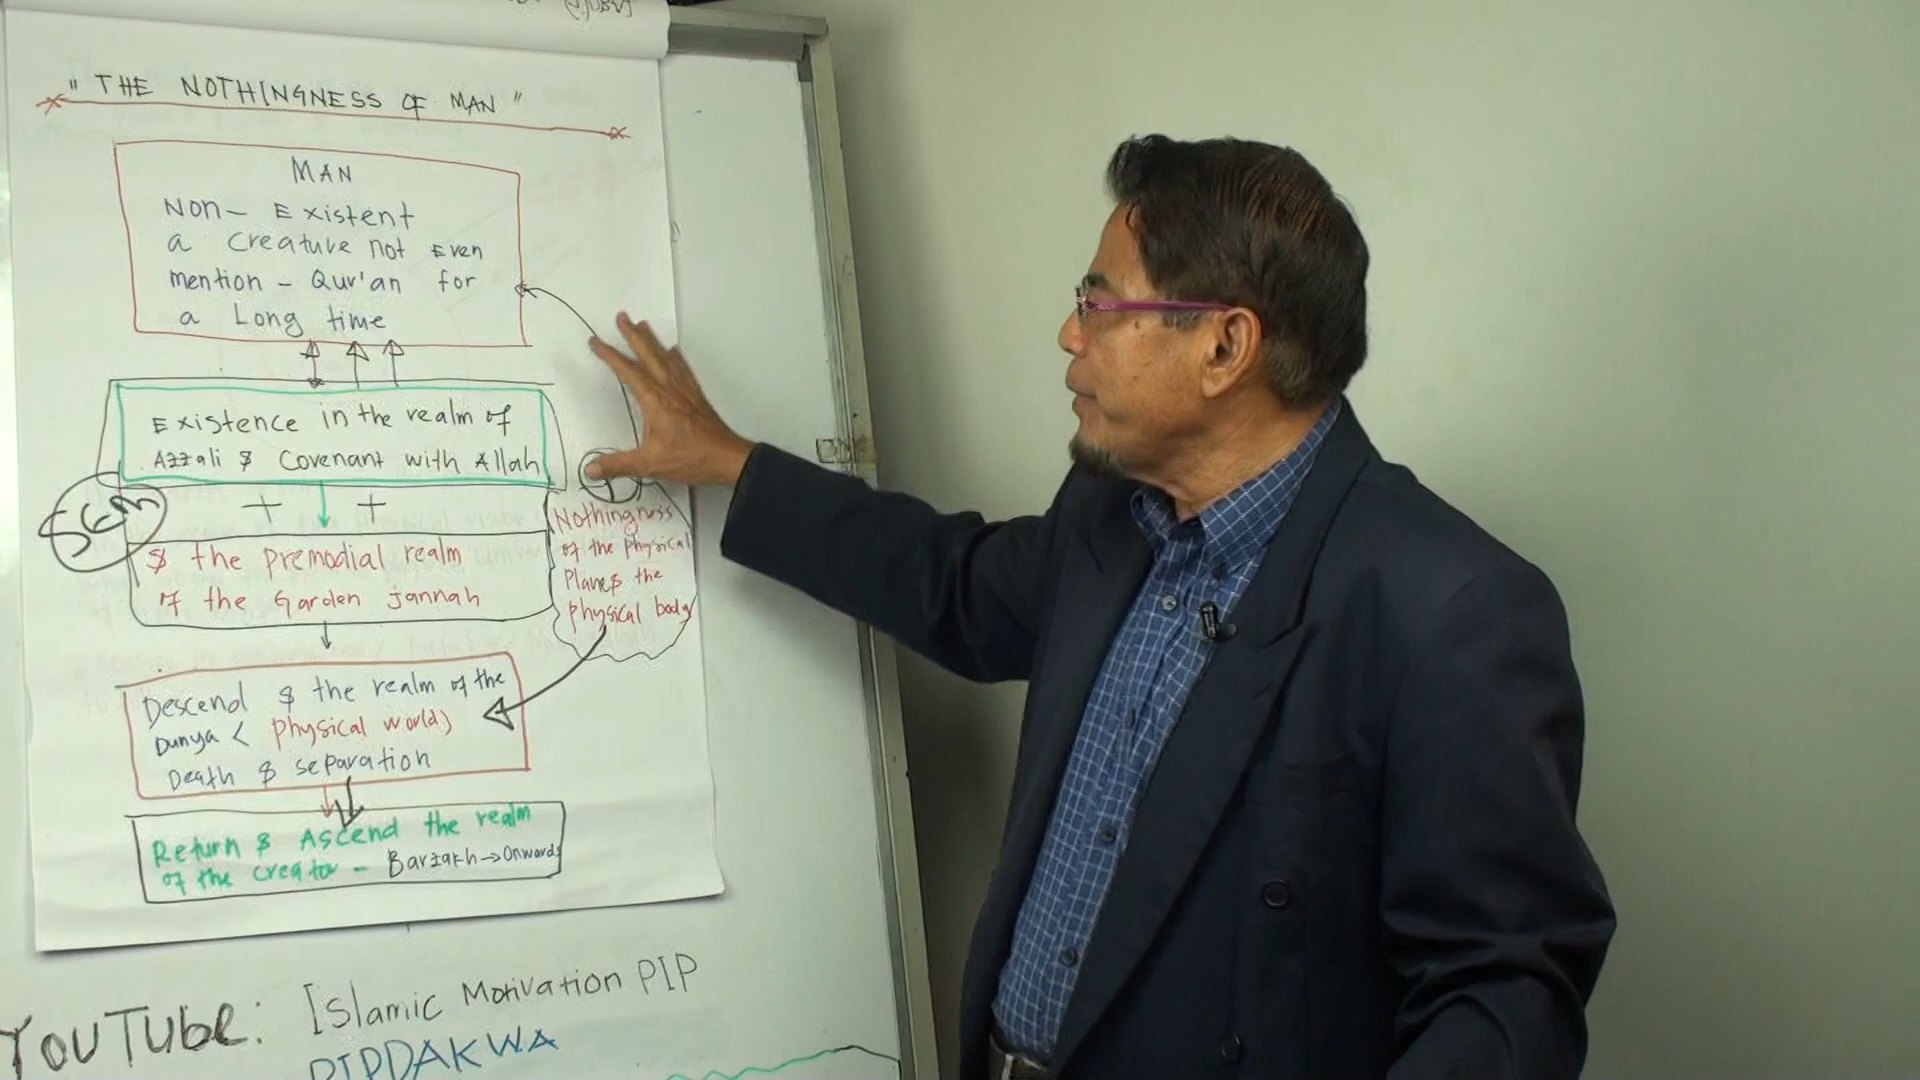 " THE NOTHINGNESS OF MAN "
MAN
Non- Existent
a creature not Even
mention - Qur'an for
a Long time
Existence in the realm of
Azzali $ Covenant with Allah
+ +
$ the premodial realm
of the Garden jannah
Nothingness
of the physical
Plane $ the
physical body
Descend $ the realm of the
Dunya < physical world)
Death $ separation
Return $ Ascend the realm
of the creator - Barzakh → Onwards
YOUTUbe: Islamic Motivation PIP
PIPDAKWA